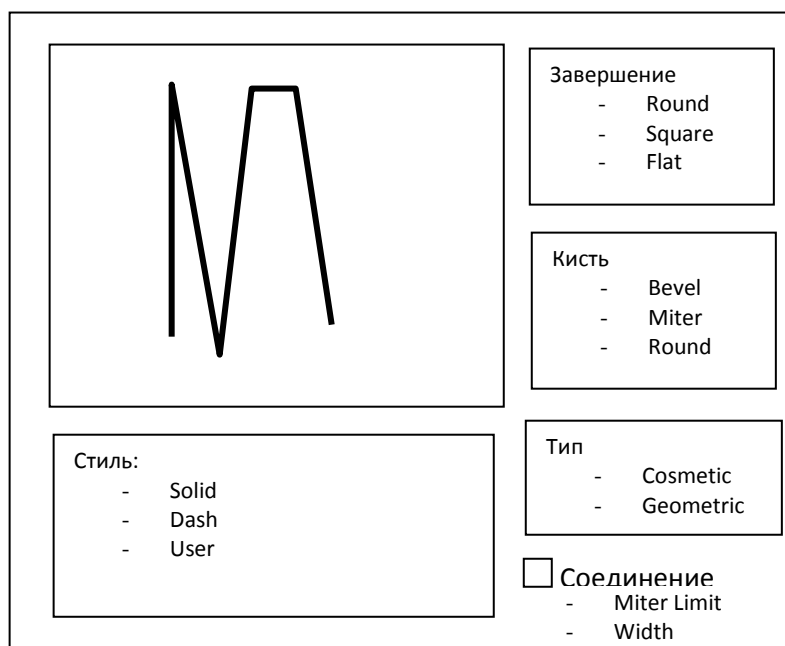 Завершение
- Round
- Square
- Flat
Кисть
- Bevel
- Miter
- Round
Стиль:
- Solid
- Dash
- User
Тип
- Cosmetic
- Geometric
Соединение
- Miter Limit
- Width